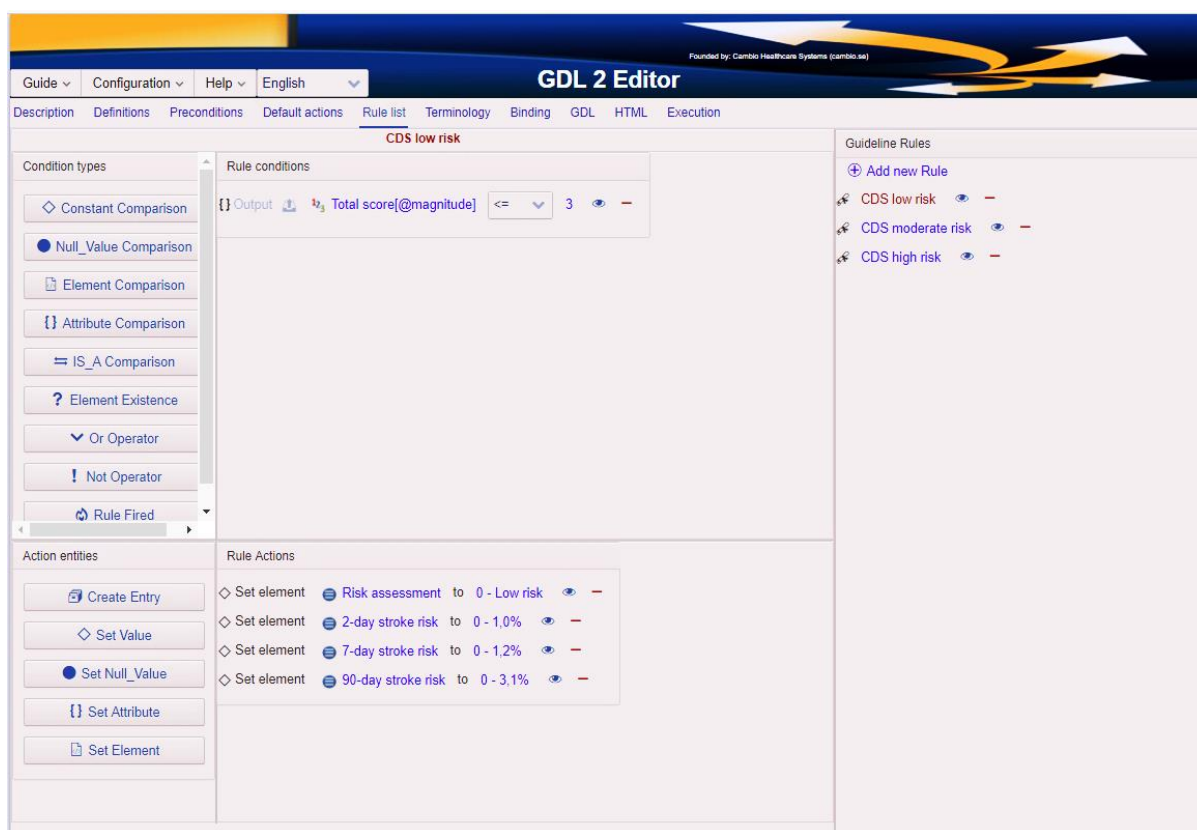 Founded by: Cambio Healthcare Systems (cambio.se)
GDL 2 Editor
Guide Configuration Help English
Description Definitions Preconditions Default actions Rule list Terminology Binding GDL HTML Execution
CDS low risk
Condition types
Constant Comparison
Null_Value Comparison
Element Comparison
{} Attribute Comparison
IS_A Comparison
? Element Existence
Or Operator
! Not Operator
Rule Fired
Rule conditions
{} Output Total score[@magnitude] <= 3
Action entities
Create Entry
Set Value
Set Null_Value
{} Set Attribute
Set Element
Rule Actions
Set element Risk assessment to 0 - Low risk
Set element 2-day stroke risk to 0 - 1,0%
Set element 7-day stroke risk to 0 - 1,2%
Set element 90-day stroke risk to 0 - 3,1%
Guideline Rules
Add new Rule
CDS low risk
CDS moderate risk
CDS high risk